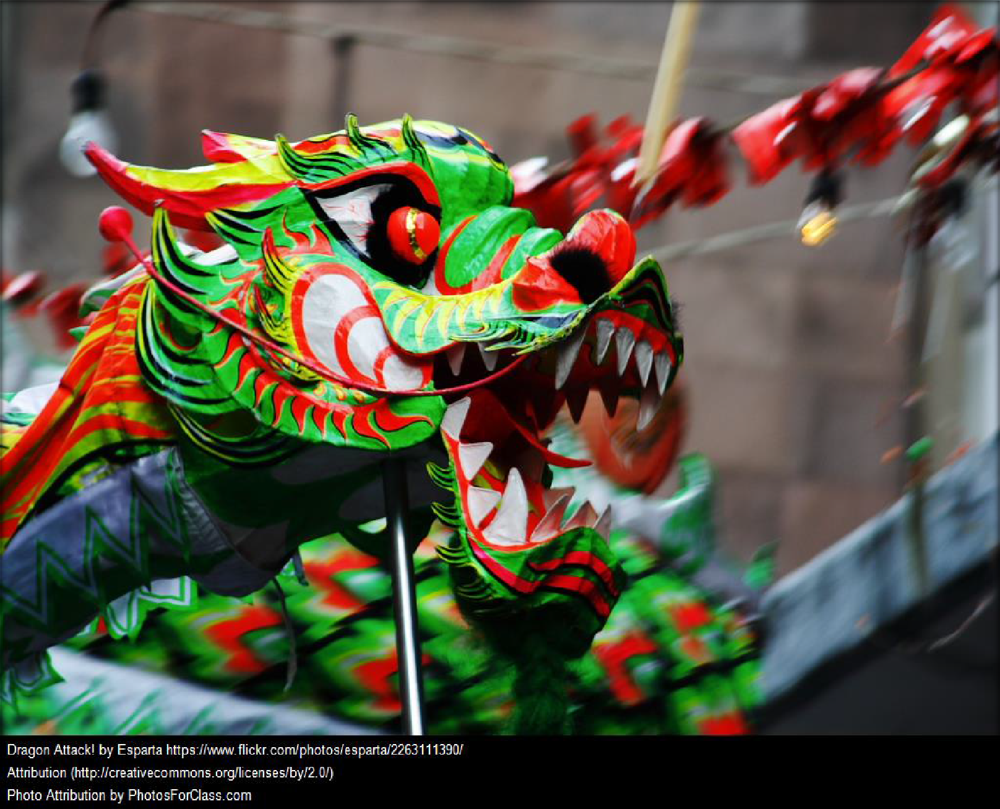 Dragon Attack! by Esparta https://www.flickr.com/photos/esparta/2263111390/
Attribution (http://creativecommons.org/licenses/by/2.0/)
Photo Attribution by PhotosForClass.com